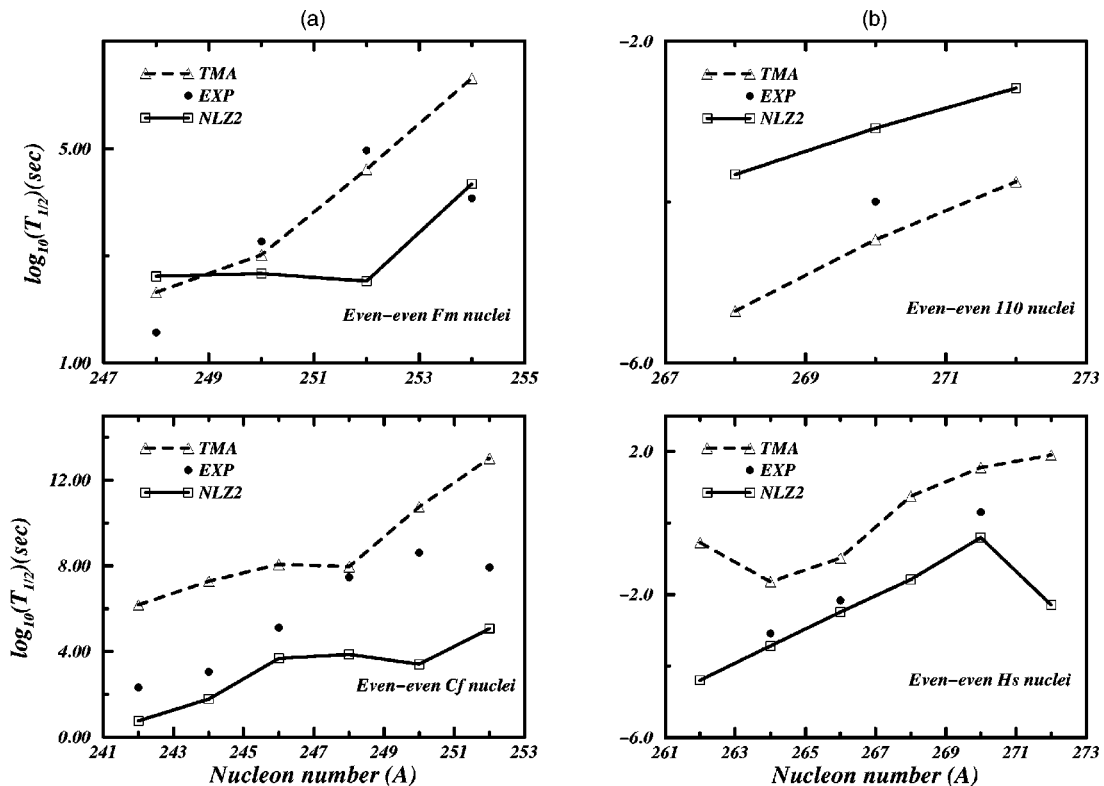 (a)
TMA
EXP
NLZ2
5.00
1.00
log10(T1/2)(sec)
Even-even Fm nuclei
247 249 251 253 255
(b)
-2.0
TMA
EXP
NLZ2
-6.0
Even-even 110 nuclei
267 269 271 273
TMA
EXP
NLZ2
12.00
8.00
4.00
0.00
log10(T1/2)(sec)
Even-even Cf nuclei
241 243 245 247 249 251 253
Nucleon number (A)
TMA
EXP
NLZ2
2.0
-2.0
-6.0
Even-even Hs nuclei
261 263 265 267 269 271 273
Nucleon number (A)